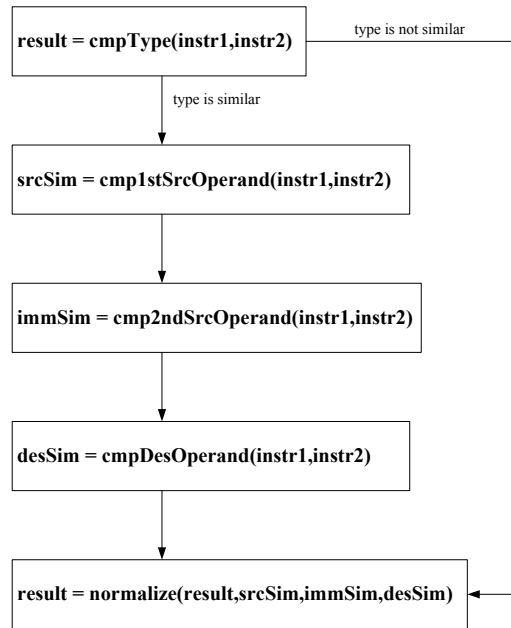 result = cmpType(instr1,instr2)
type is not similar
type is similar
srcSim = cmp1stSrcOperand(instr1,instr2)
immSim = cmp2ndSrcOperand(instr1,instr2)
desSim = cmpDesOperand(instr1,instr2)
result = normalize(result,srcSim,immSim,desSim)